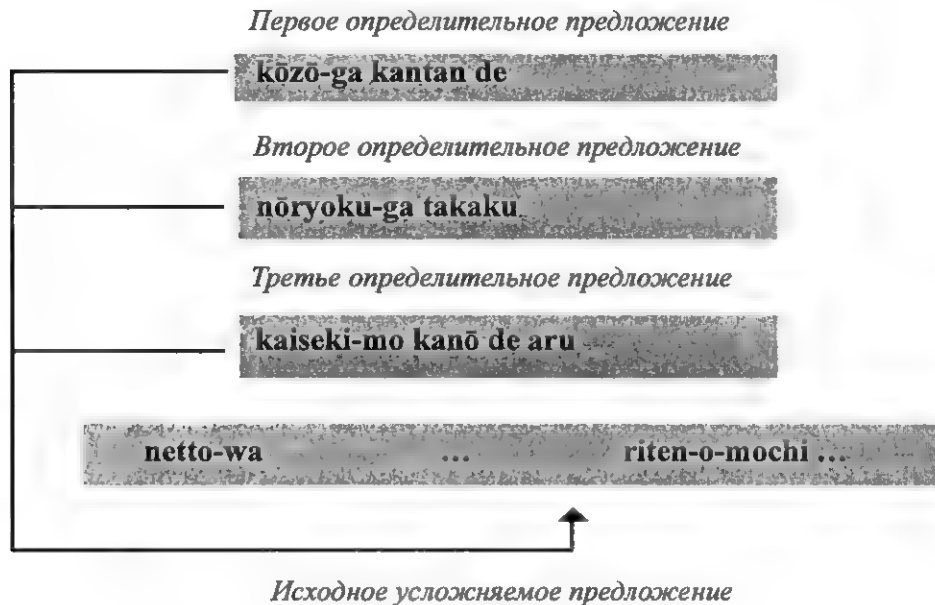 Первое определительное предложение
kōzō-ga kantan de
Второе определительное предложение
nōryoku-ga takaku
Третье определительное предложение
kaiseki-mo kanō de aru
netto-wa ... riten-o-mochi ...
Исходное усложняемое предложение